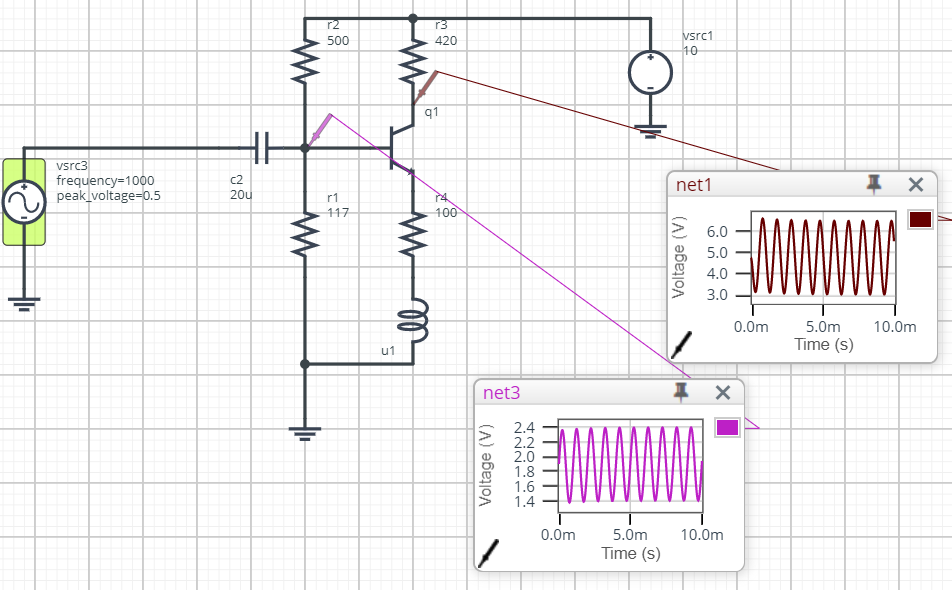 r2
500
r3
420
vsrc1
10
q1
vsrc3
frequency=1000
peak_voltage=0.5
c2
20u
r1
117
r4
100
u1
net1
Voltage (V)
6.0
5.0
4.0
3.0
0.0m 5.0m 10.0m
Time (s)
net3
Voltage (V)
2.4
2.2
2.0
1.8
1.6
1.4
0.0m 5.0m 10.0m
Time (s)